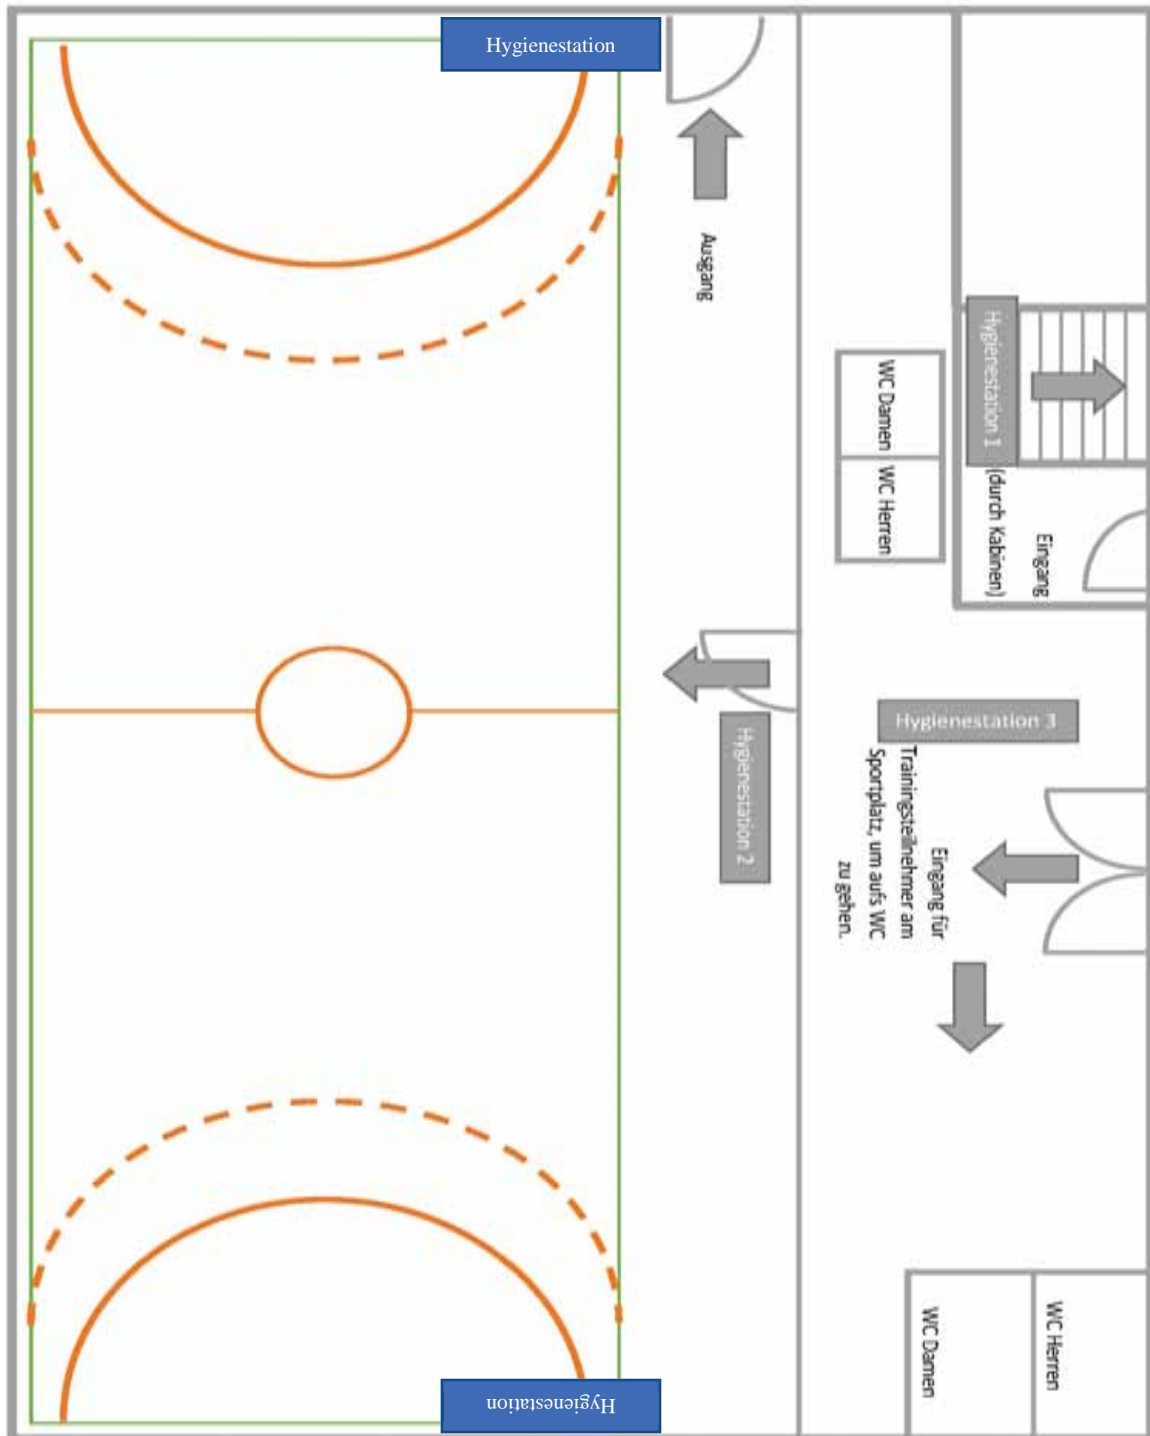 Hygienestation
Ausgang
Hygienestation 1
(durch Kabinen)
Eingang
WC Damen
WC Herren
Hygienestation 2
Hygienestation 3
Eingang für
Trainingsteilnehmer am
Sportplatz, um aufs WC
zu gehen.
WC Herren
WC Damen
Hygienestation